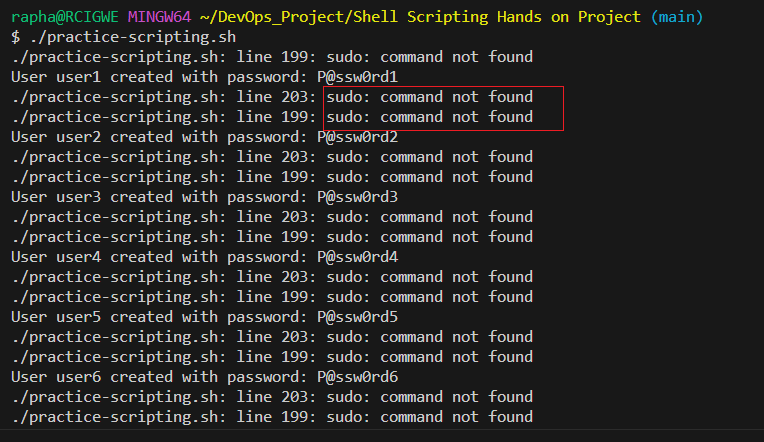 rapha@RCIGWE MINGW64 ~/DevOps_Project/Shell Scripting Hands on Project (main)
$ ./practice-scripting.sh
./practice-scripting.sh: line 199: sudo: command not found
User user1 created with password: P@ssw0rd1
./practice-scripting.sh: line 203: sudo: command not found
./practice-scripting.sh: line 199: sudo: command not found
User user2 created with password: P@ssw0rd2
./practice-scripting.sh: line 203: sudo: command not found
./practice-scripting.sh: line 199: sudo: command not found
User user3 created with password: P@ssw0rd3
./practice-scripting.sh: line 203: sudo: command not found
./practice-scripting.sh: line 199: sudo: command not found
User user4 created with password: P@ssw0rd4
./practice-scripting.sh: line 203: sudo: command not found
./practice-scripting.sh: line 199: sudo: command not found
User user5 created with password: P@ssw0rd5
./practice-scripting.sh: line 203: sudo: command not found
./practice-scripting.sh: line 199: sudo: command not found
User user6 created with password: P@ssw0rd6
./practice-scripting.sh: line 203: sudo: command not found
./practice-scripting.sh: line 199: sudo: command not found